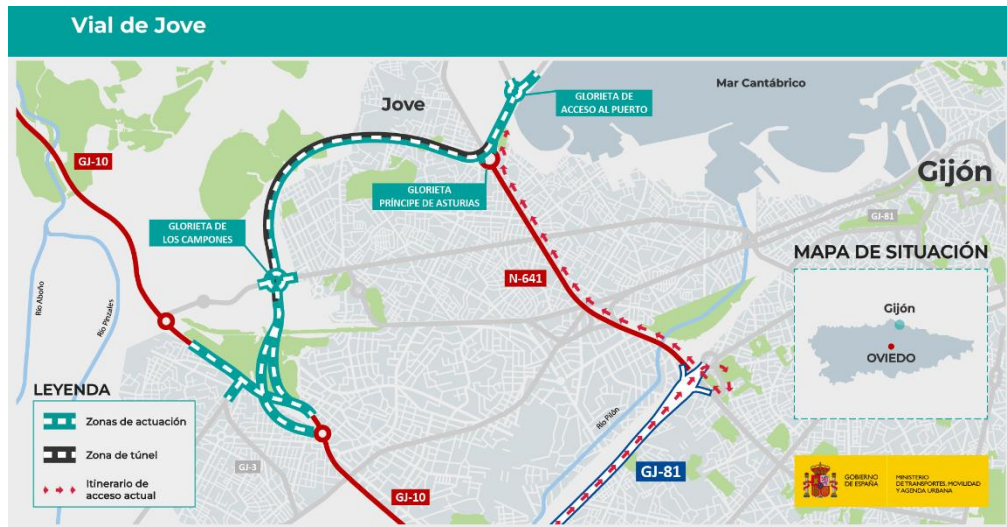 Vial de Jove
GLORIETA DE
ACCESO AL PUERTO
Mar Cantábrico
Jove
GJ-10
Gijón
GLORIETA
PRÍNCIPE DE ASTURIAS
GJ-81
GLORIETA DE
LOS CAMPONES
MAPA DE SITUACIÓN
N-641
Río Aboño
Río Pinzales
Gijón
OVIEDO
LEYENDA
Zonas de actuación
Zona de túnel
Itinerario de
acceso actual
Río Pilón
GJ-3
GJ-81
GJ-10
GOBIERNO
DE ESPAÑA
MINISTERIO
DE TRANSPORTES, MOVILIDAD
Y AGENDA URBANA